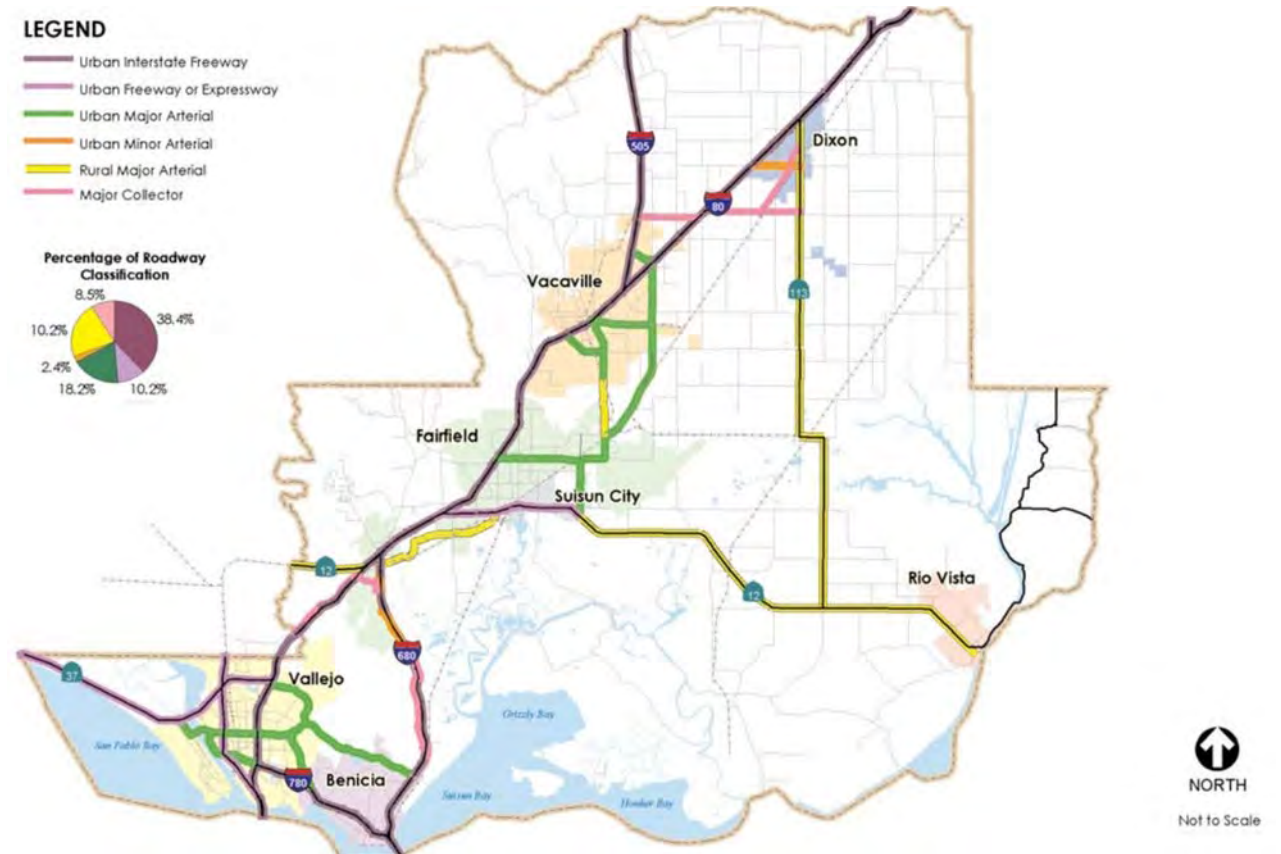 LEGEND
Urban Interstate Freeway
Urban Freeway or Expressway
Urban Major Arterial
Urban Minor Arterial
Rural Major Arterial
Major Collector
Percentage of Roadway
Classification
8.5%
38.4%
10.2%
2.4%
18.2%
10.2%
505
Dixon
80
Vacaville
113
Fairfield
Suisun City
12
12
Rio Vista
680
37
Vallejo
Grizzly Bay
San Pablo Bay
780
Benicia
Suisun Bay
Honker Bay
NORTH
Not to Scale